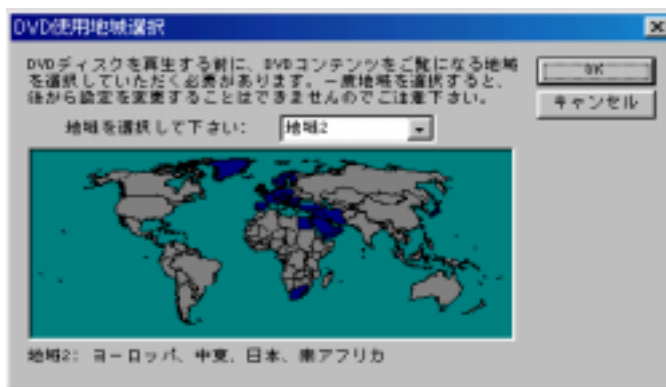 DVD使用地域選択
DVDディスクを再生する前に、DVDコンテンツをご覧になる地域
を選択していただく必要があります。一度地域を選択すると、
後から設定を変更することはできませんのでご注意下さい。
OK
キャンセル
地域を選択して下さい: 地域2
地域2: ヨーロッパ、中東、日本、南アフリカ